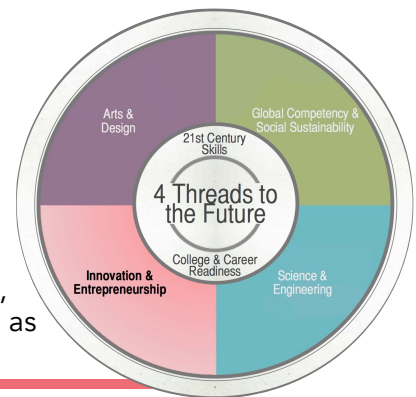 Arts &
Design
Global Competency &
Social Sustainability
21st Century
Skills
4 Threads to
the Future
College & Career
Readiness
Innovation &
Entrepreneurship
Science &
Engineering
,
as